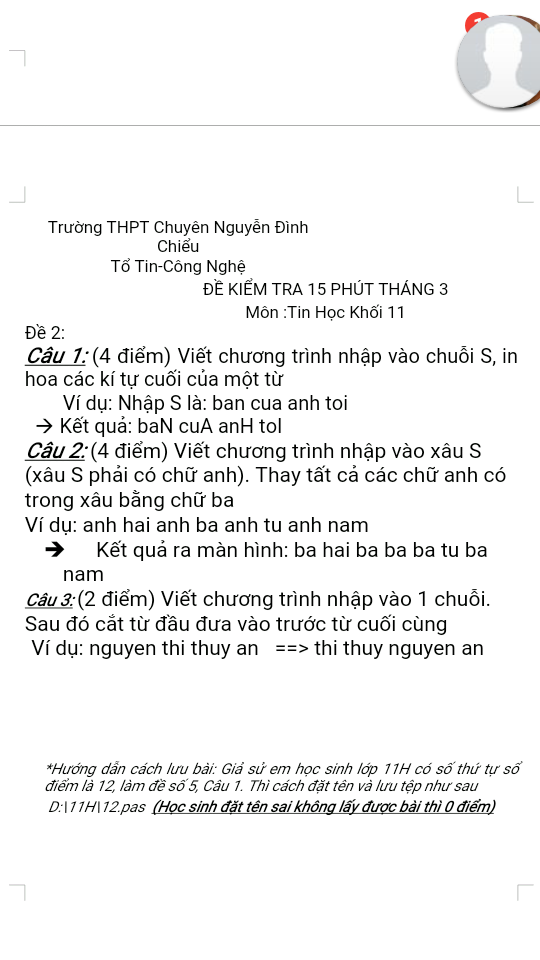 Trường THPT Chuyên Nguyễn Đình
Chiểu
Tổ Tin-Công Nghệ
ĐỀ KIỂM TRA 15 PHÚT THÁNG 3
Môn :Tin Học Khối 11
Đề 2:
Câu 1: (4 điểm) Viết chương trình nhập vào chuỗi S, in
hoa các kí tự cuối của một từ
Ví dụ: Nhập S là: ban cua anh toi
→ Kết quả: baN cuA anH toI
Câu 2: (4 điểm) Viết chương trình nhập vào xâu S
(xâu S phải có chữ anh). Thay tất cả các chữ anh có
trong xâu bằng chữ ba
Ví dụ: anh hai anh ba anh tu anh nam
➔ Kết quả ra màn hình: ba hai ba ba ba tu ba
nam
Câu 3: (2 điểm) Viết chương trình nhập vào 1 chuỗi.
Sau đó cắt từ đầu đưa vào trước từ cuối cùng
Ví dụ: nguyen thi thuy an ==> thi thuy nguyen an
*Hướng dẫn cách lưu bài: Giả sử em học sinh lớp 11H có số thứ tự sổ
điểm là 12, làm đề số 5, Câu 1. Thì cách đặt tên và lưu tệp như sau
D:\11H\12.pas (Học sinh đặt tên sai không lấy được bài thì 0 điểm)